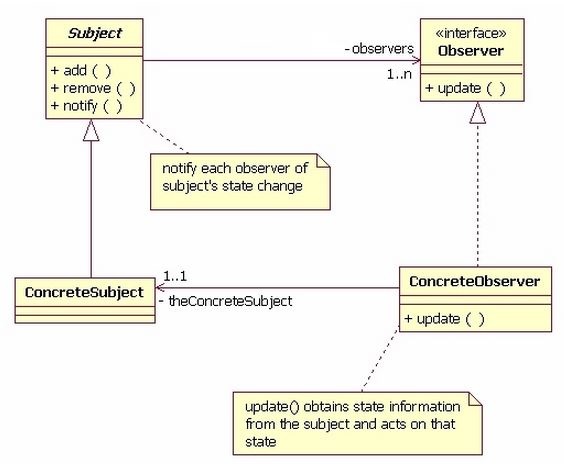 Subject
+ add ( )
+ remove ( )
+ notify ( )
- observers
1..n
«interface»
Observer
+ update ( )
notify each observer of
subject's state change
ConcreteSubject
1..1
- theConcreteSubject
ConcreteObserver
+ update ( )
update() obtains state information
from the subject and acts on that
state